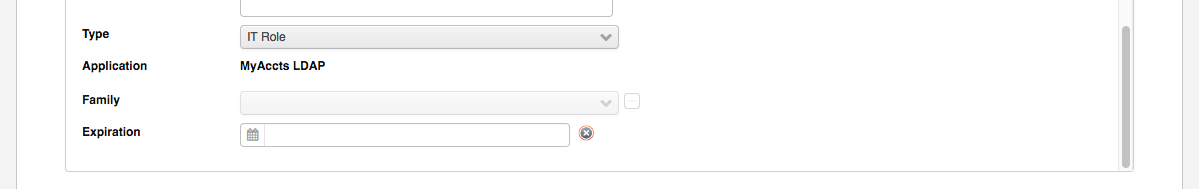 Type
IT Role
Application
MyAccts LDAP
Family
Expiration